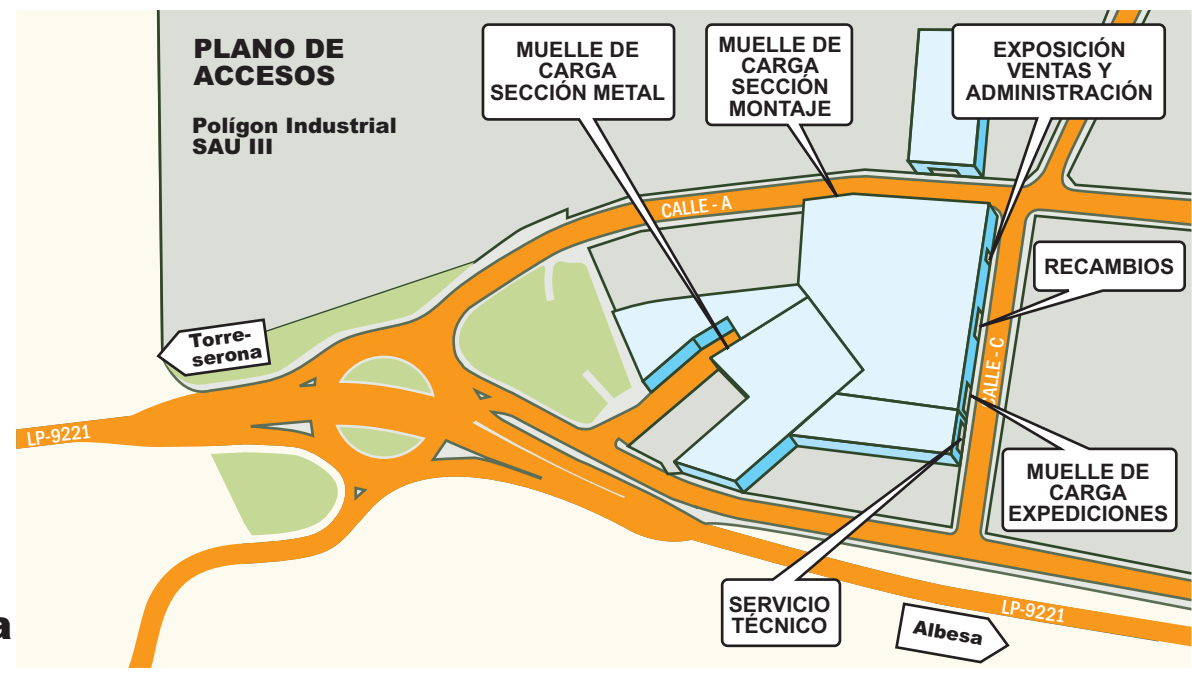 PLANO DE
ACCESOS
Polígon Industrial
SAU III
MUELLE DE
CARGA
SECCIÓN METAL
MUELLE DE
CARGA
SECCIÓN
MONTAJE
EXPOSICIÓN
VENTAS Y
ADMINISTRACIÓN
CALLE - A
RECAMBIOS
Torre-
serona
CALLE - C
LP-9221
MUELLE DE
CARGA
EXPEDICIONES
SERVICIO
TÉCNICO
LP-9221
Albesa
a